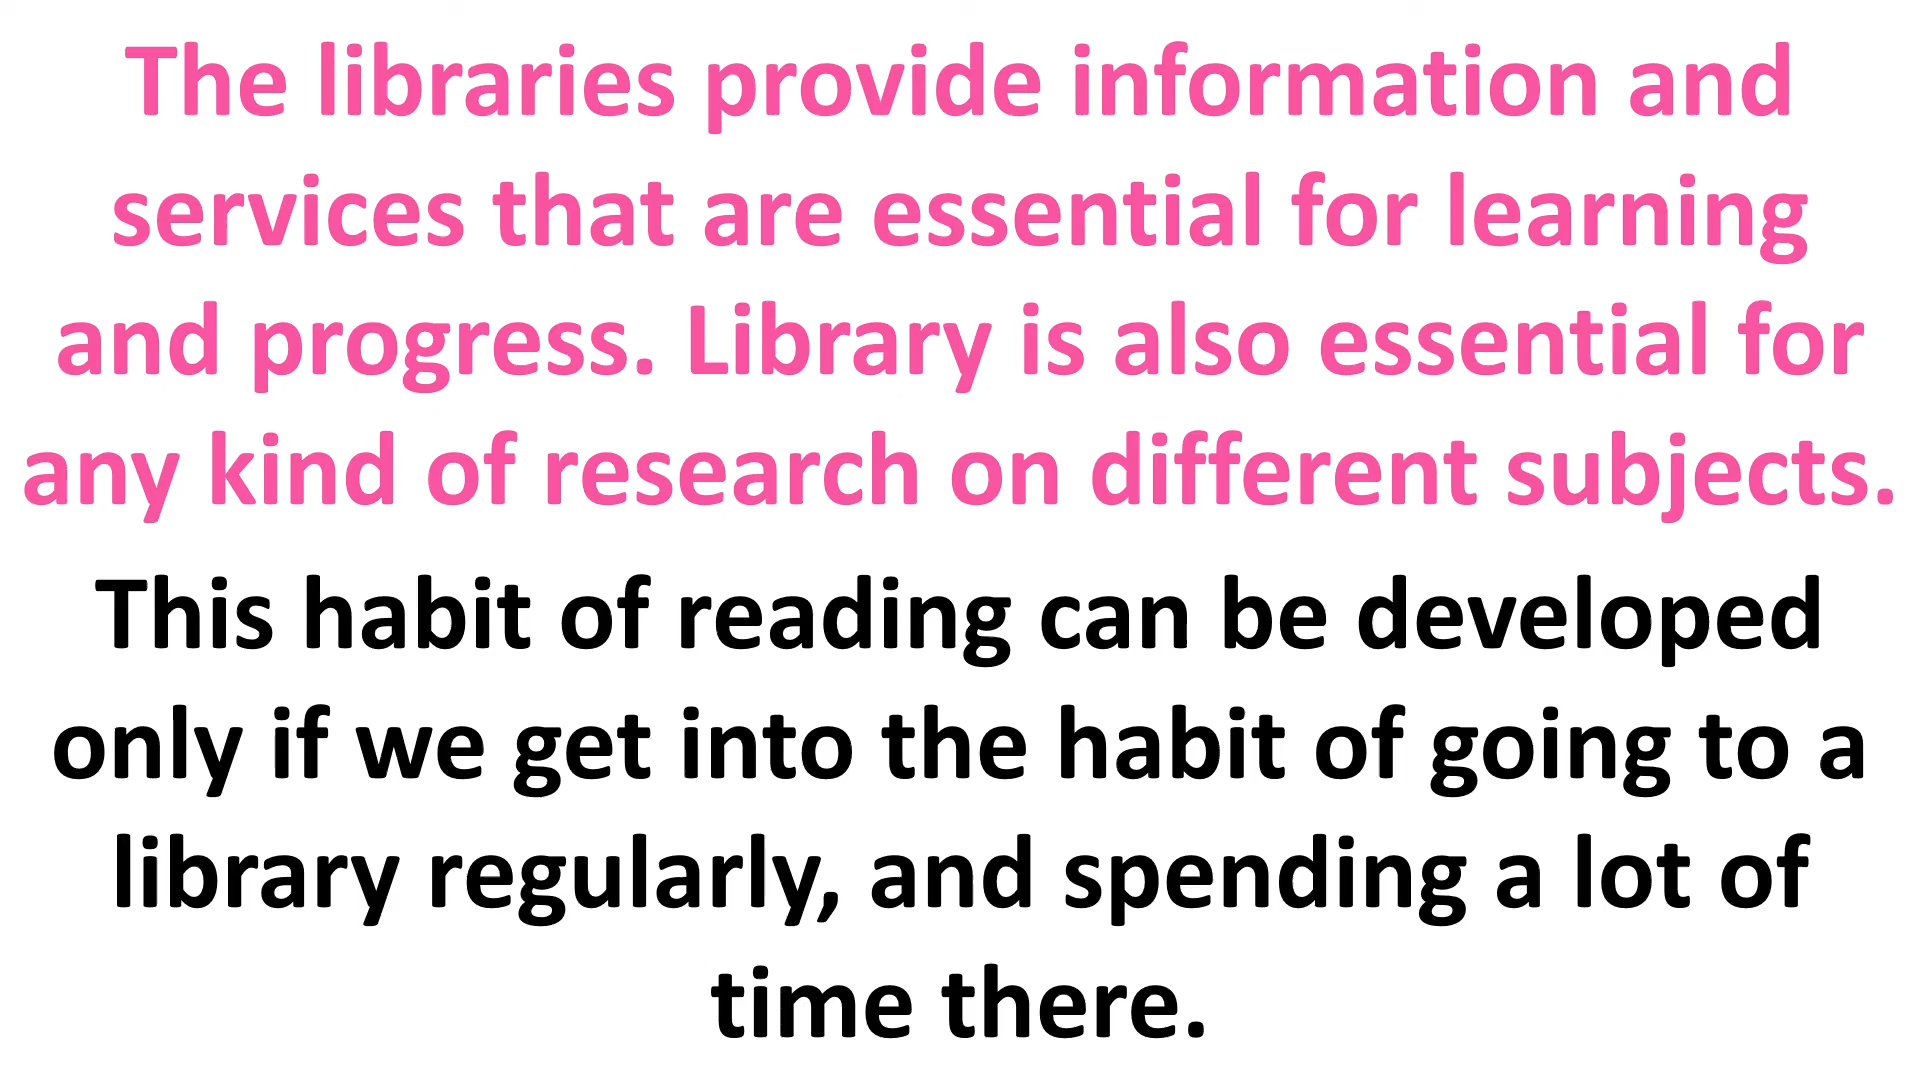 The libraries provide information and
services that are essential for learning
and progress. Library is also essential for
any kind of research on different subjects.
This habit of reading can be developed
only if we get into the habit of going to a
library regularly, and spending a lot of
time there.